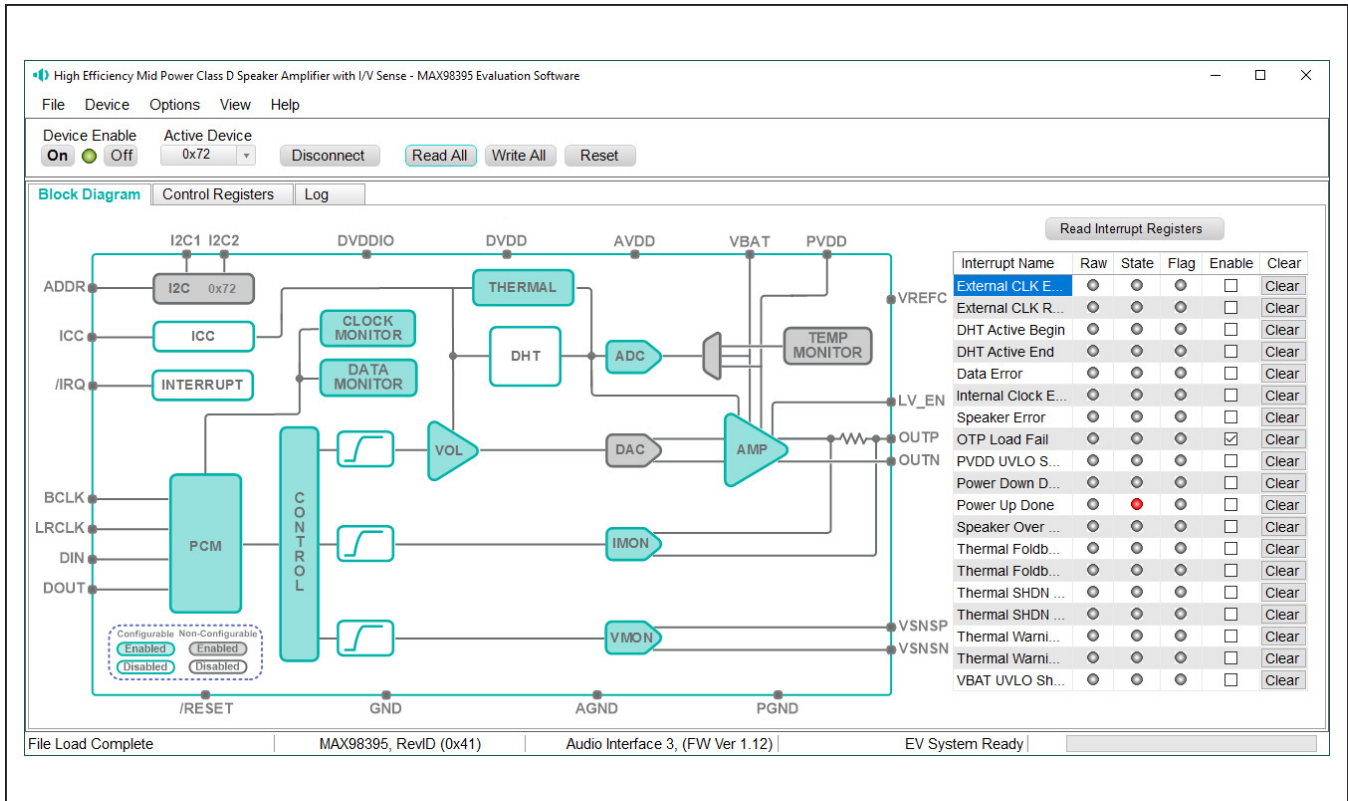 High Efficiency Mid Power Class D Speaker Amplifier with I/V Sense - MAX98395 Evaluation Software
File Device Options View Help
Device Enable Active Device
On Off 0x72 Disconnect Read All Write All Reset
Block Diagram Control Registers Log
Read Interrupt Registers
I2C1 I2C2 DVDDIO DVDD AVDD VBAT PVDD
ADDR
I2C 0x72
THERMAL
VREFC
ICC
ICC
CLOCK
MONITOR
DHT
ADC
TEMP
MONITOR
/IRQ
INTERRUPT
DATA
MONITOR
LV_EN
VOL
DAC
AMP
OUTP
OUTN
BCLK
LRCLK
DIN
DOUT
PCM
CONTROL
IMON
VMON
VSNSP
VSNSN
Configurable Non-Configurable
Enabled Enabled
Disabled Disabled
/RESET GND AGND PGND
Interrupt Name Raw State Flag Enable Clear
External CLK E... Clear
External CLK R... Clear
DHT Active Begin Clear
DHT Active End Clear
Data Error Clear
Internal Clock E... Clear
Speaker Error Clear
OTP Load Fail Clear
PVDD UVLO S... Clear
Power Down D... Clear
Power Up Done Clear
Speaker Over ... Clear
Thermal Foldb... Clear
Thermal Foldb... Clear
Thermal SHDN ... Clear
Thermal SHDN ... Clear
Thermal Warni... Clear
Thermal Warni... Clear
VBAT UVLO Sh... Clear
File Load Complete MAX98395, RevID (0x41) Audio Interface 3, (FW Ver 1.12) EV System Ready